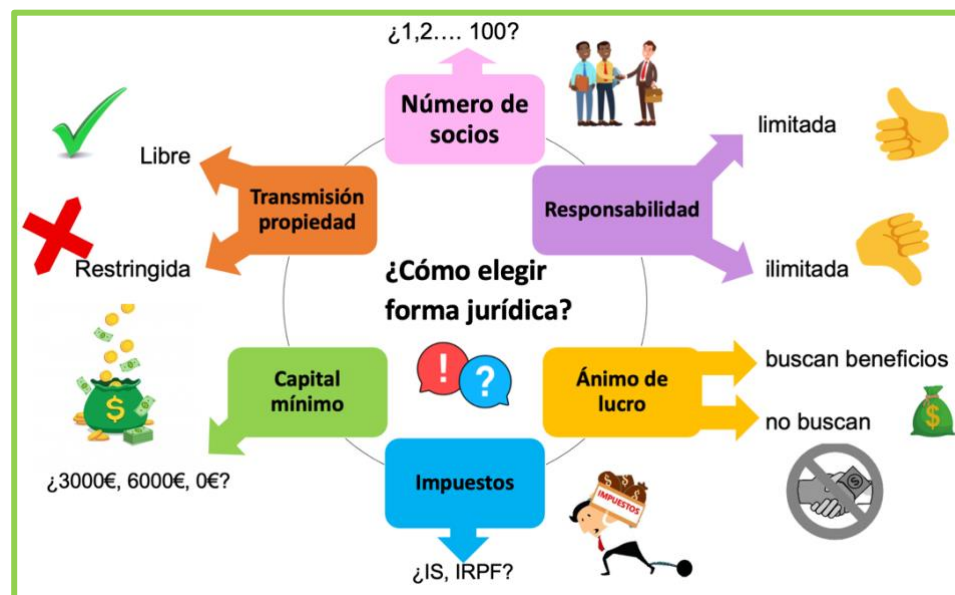 ¿1,2.... 100?
Número de
socios
limitada
Libre
Transmisión
propiedad
Responsabilidad
Restringida
ilimitada
¿Cómo elegir
forma jurídica?
buscan beneficios
Capital
mínimo
Ánimo de
lucro
no buscan
¿3000€, 6000€, 0€?
Impuestos
IMPUESTOS
¿IS, IRPF?